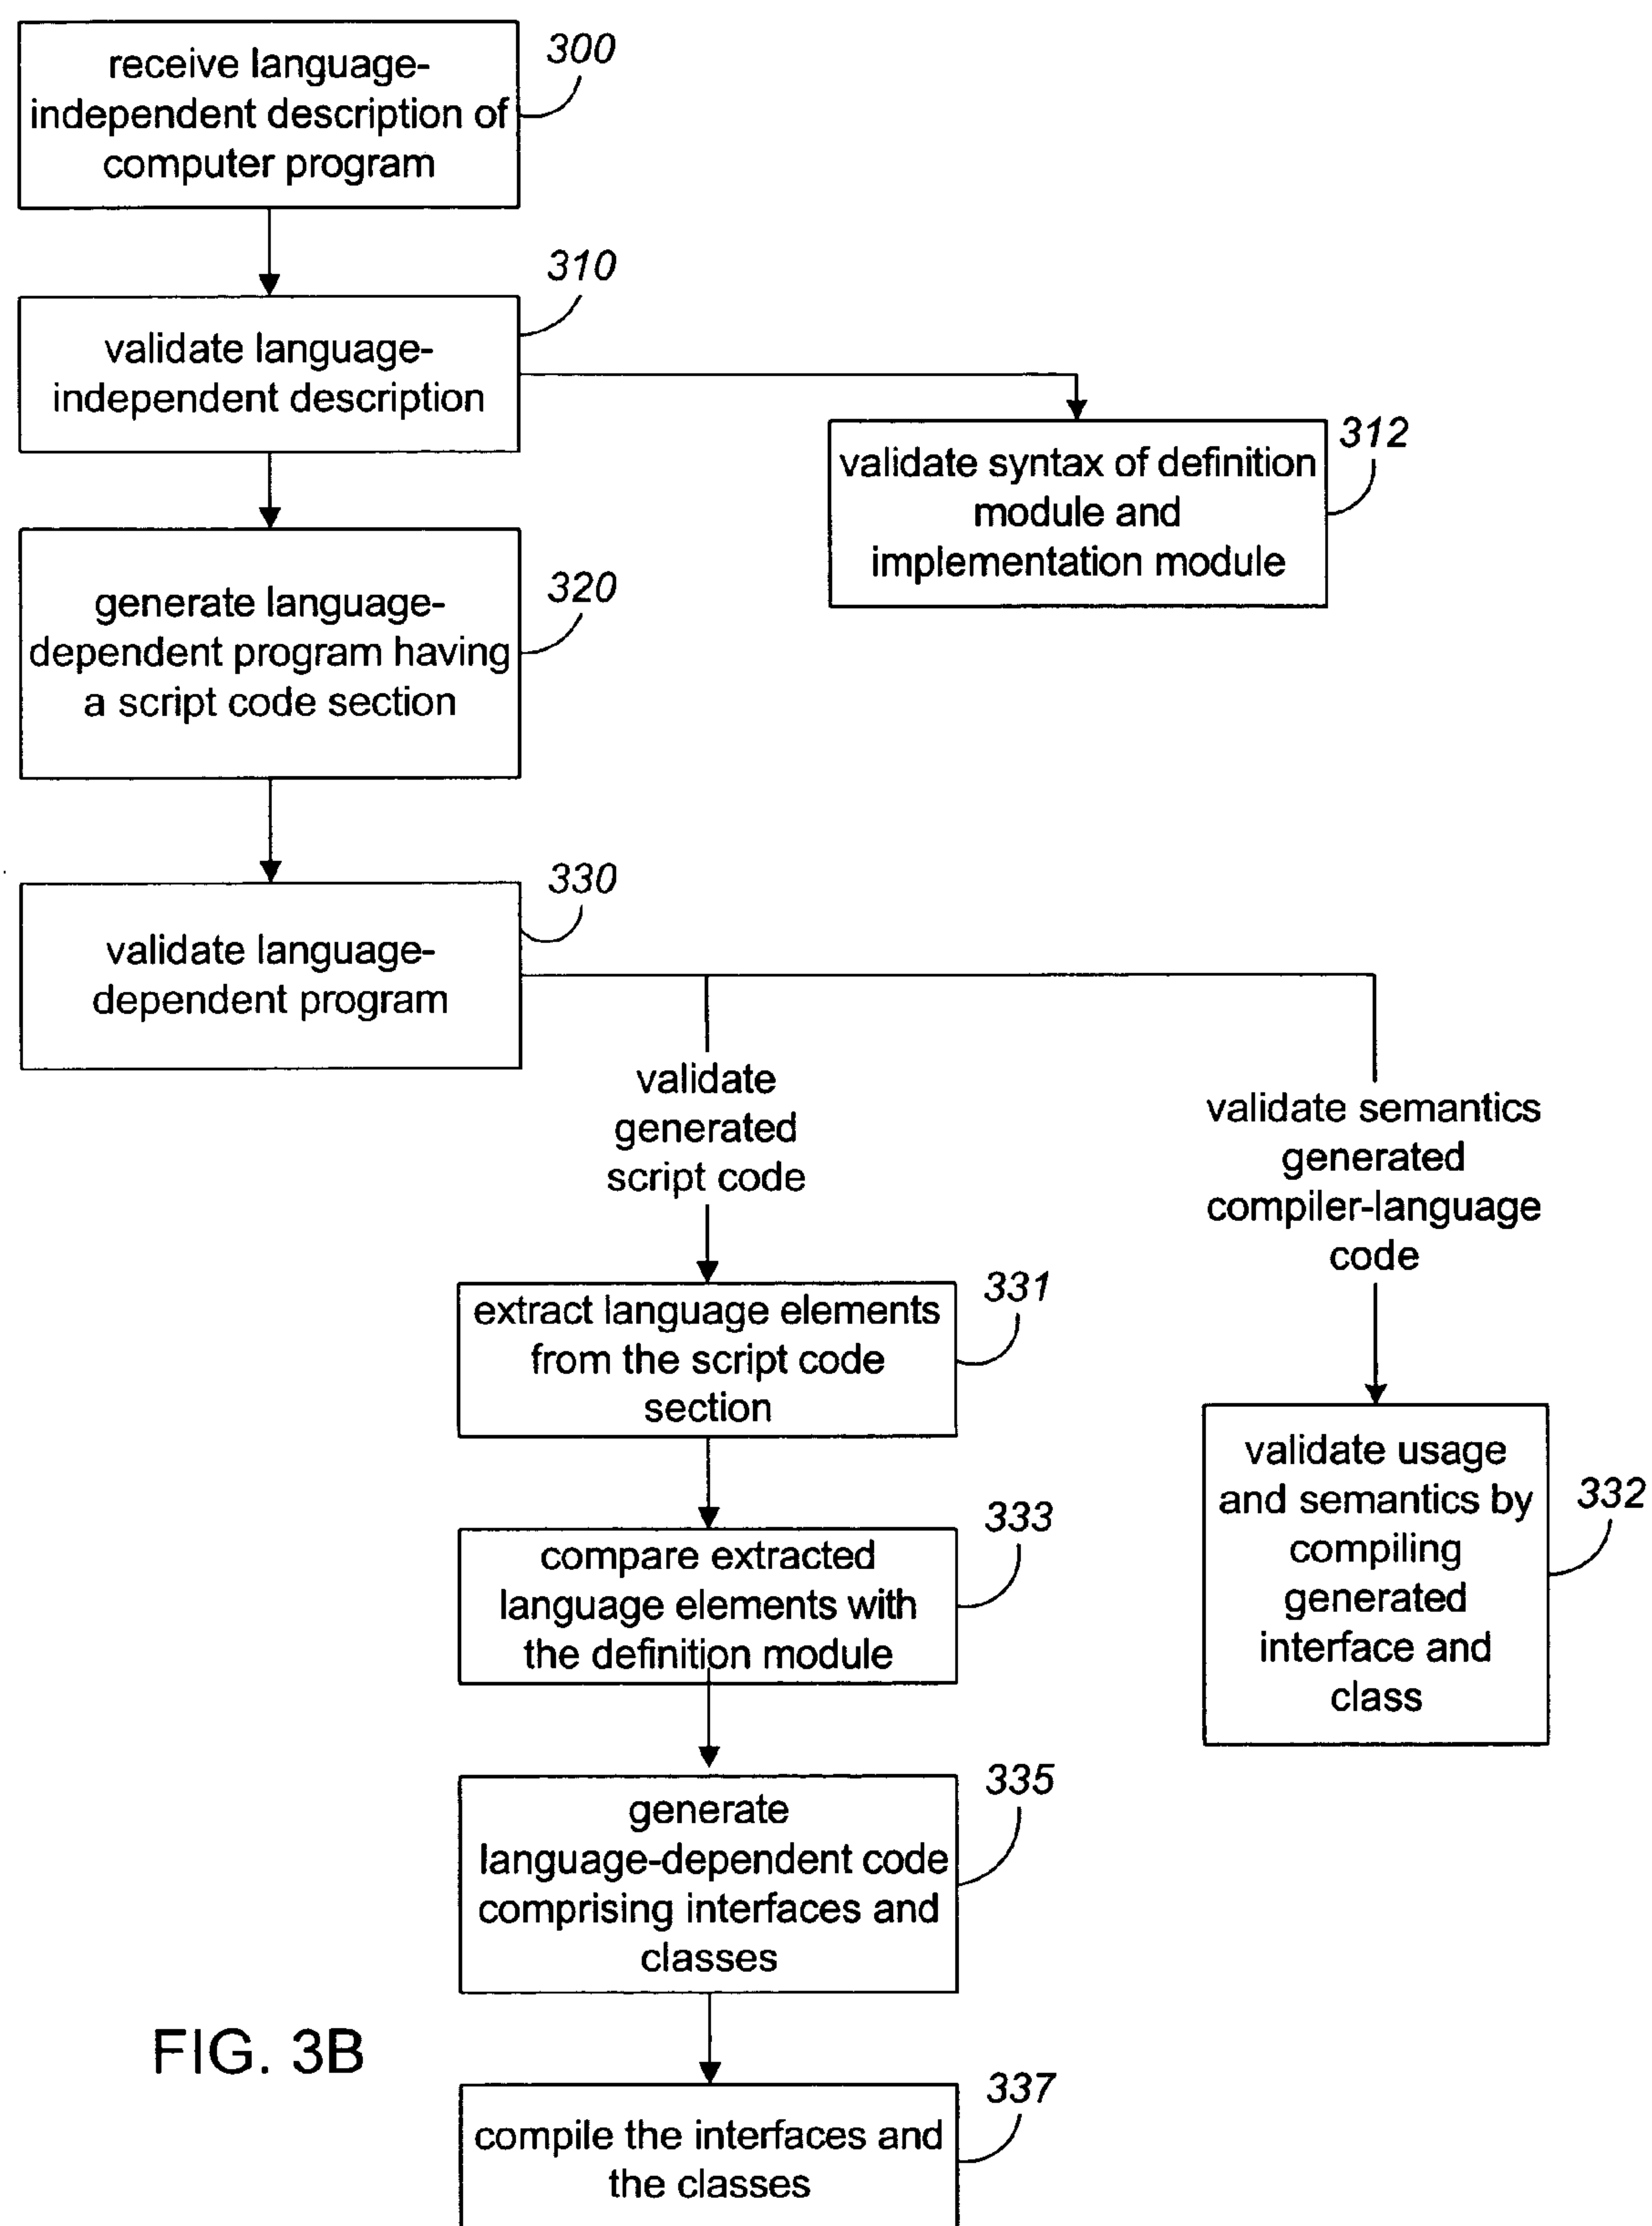 receive language-
independent description of
computer program
300
validate language-
independent description
310
validate syntax of definition
module and
implementation module
312
generate language-
dependent program having
a script code section
320
validate language-
dependent program
330
validate
generated
script code
validate semantics
generated
compiler-language
code
extract language elements
from the script code
section
331
validate usage
and semantics by
compiling
generated
interface and
class
332
compare extracted
language elements with
the definition module
333
generate
language-dependent code
comprising interfaces and
classes
335
compile the interfaces and
the classes
337
FIG. 3B